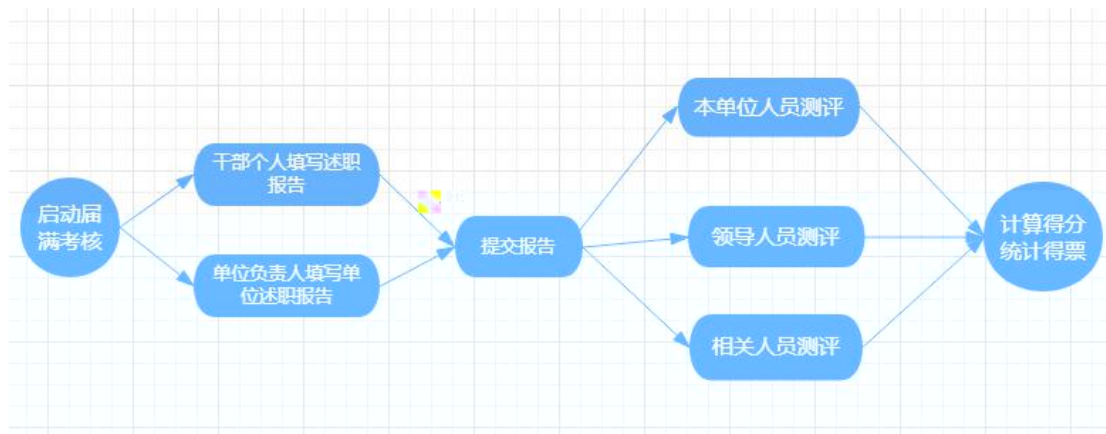 启动届
满考核
干部个人填写述职
报告
单位负责人填写单
位述职报告
提交报告
本单位人员测评
领导人员测评
相关人员测评
计算得分
统计得票